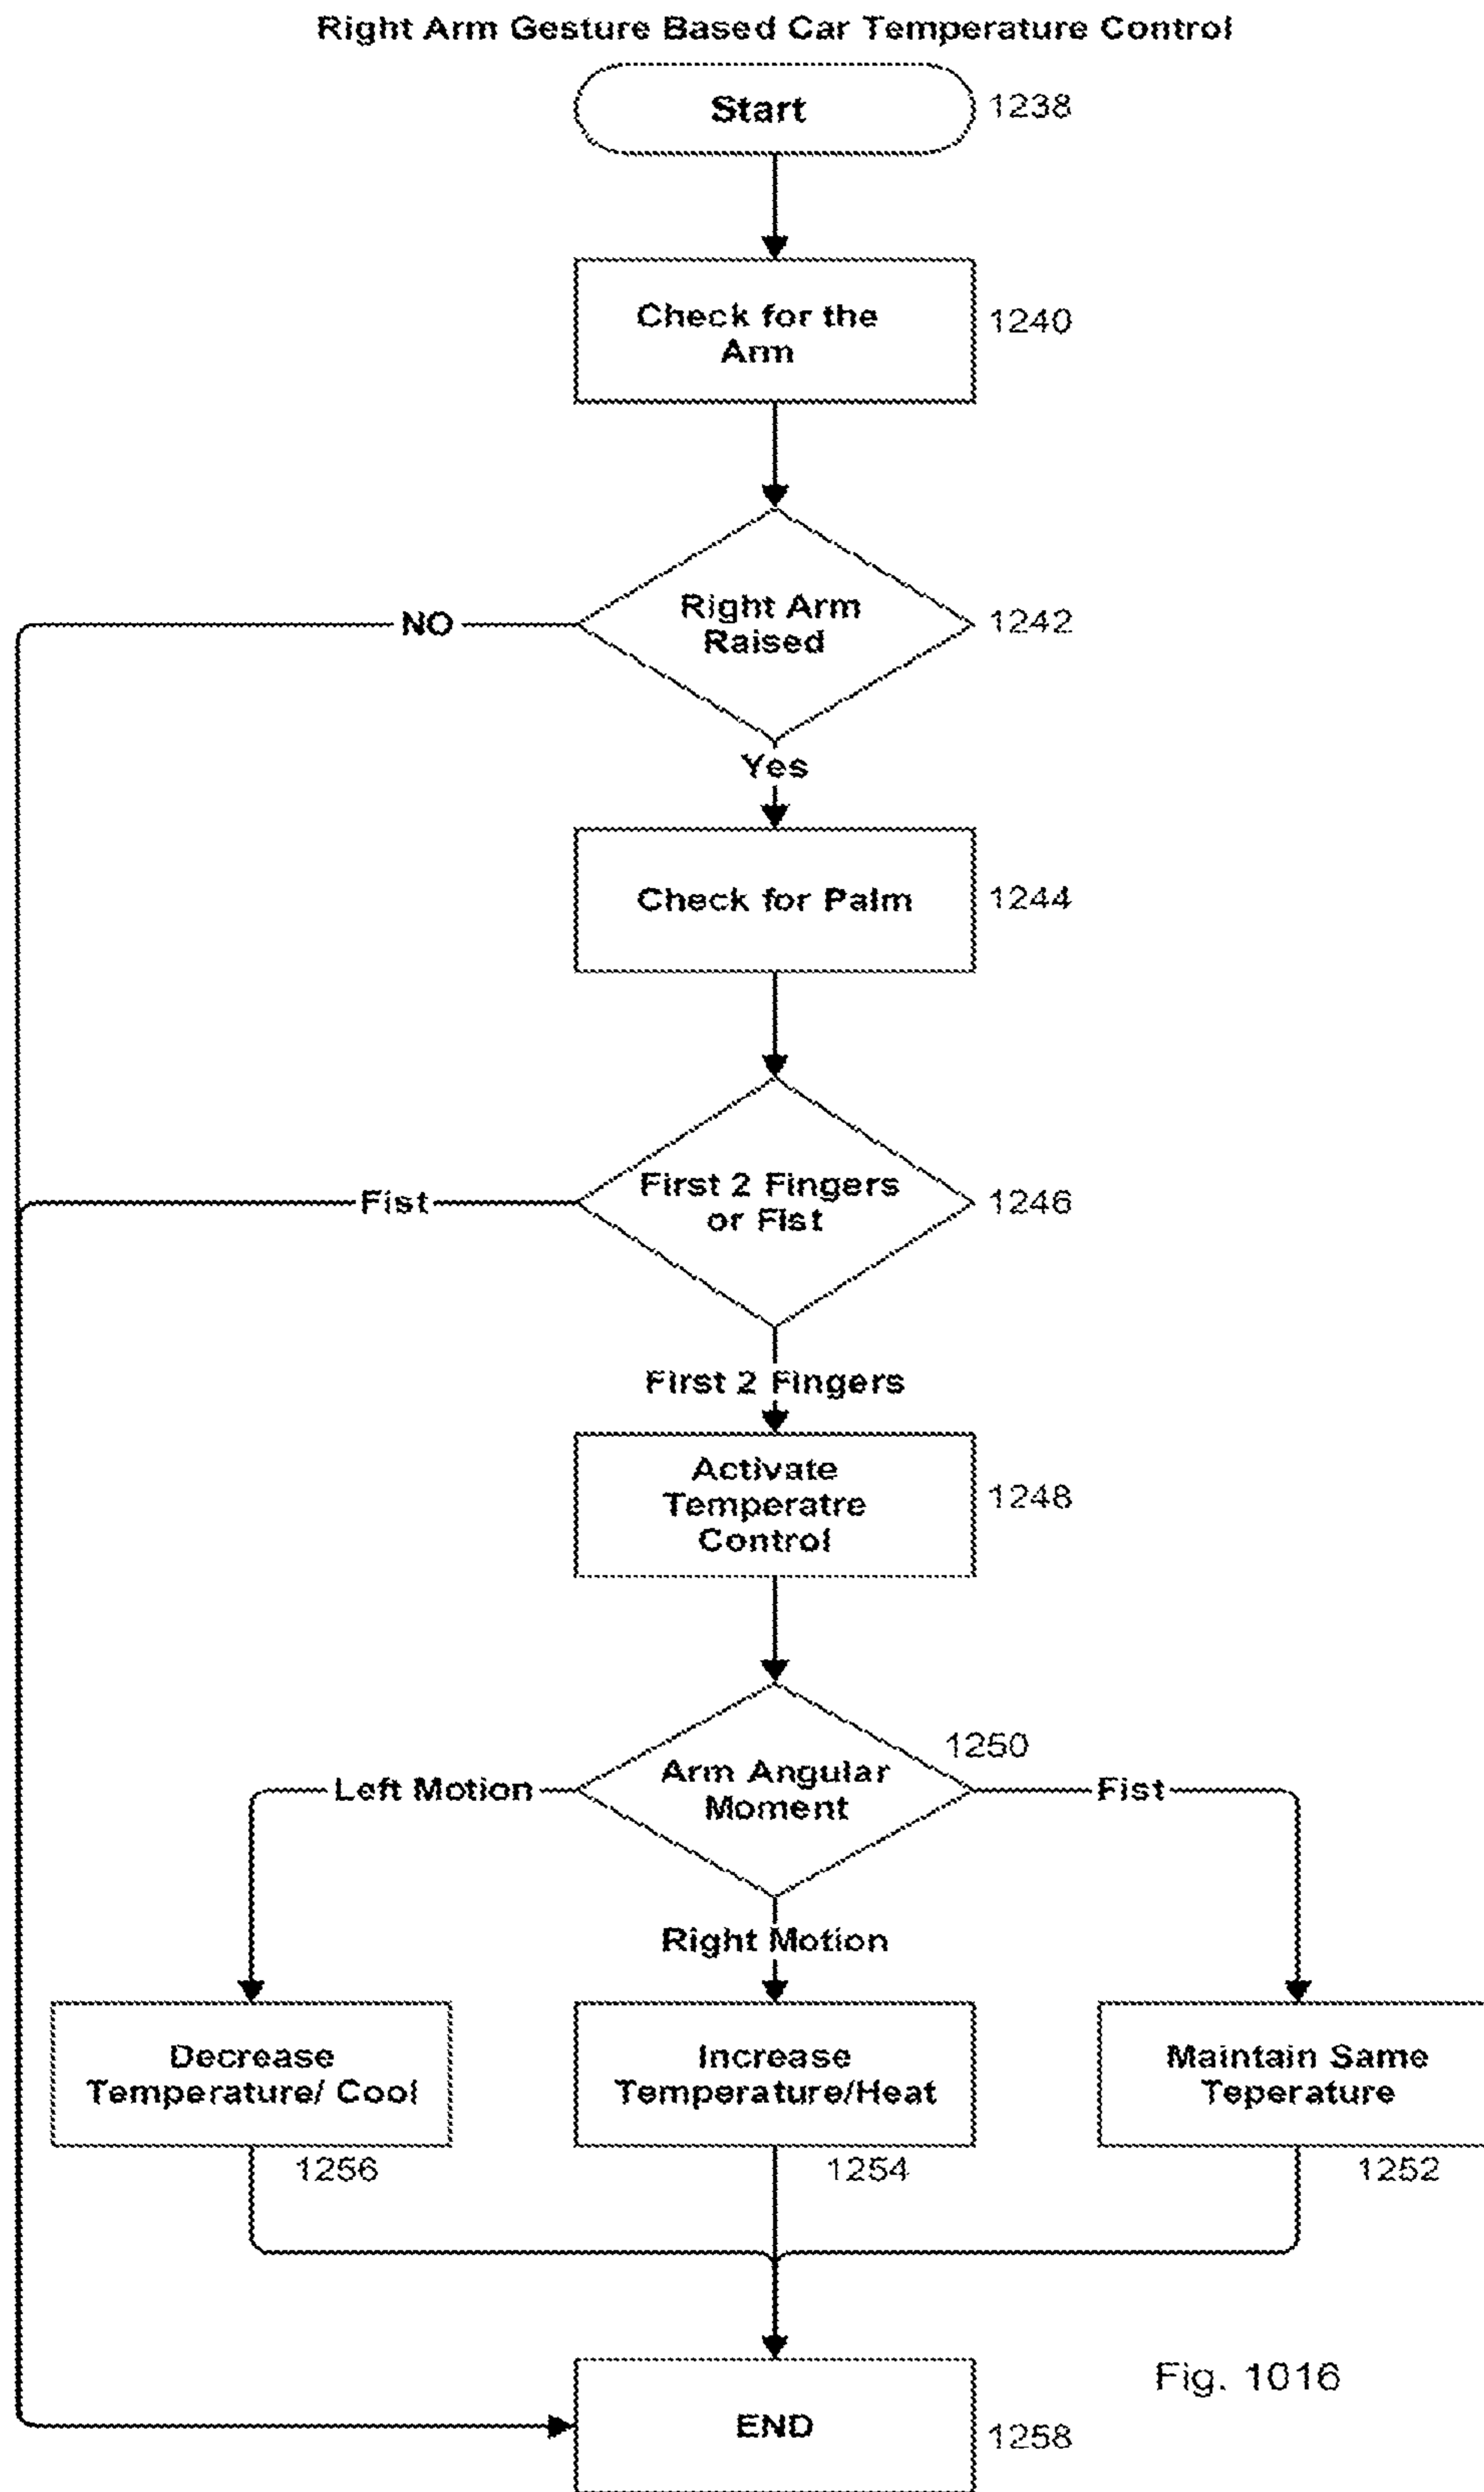 Right Arm Gesture Based Car Temperature Control
Start
1238
Check for the
Arm
1240
Right Arm
Raised
1242
NO
Yes
Check for Palm
1244
First 2 Fingers
or Fist
1246
Fist
First 2 Fingers
Activate
Temperatre
Control
1248
Arm Angular
Moment
1250
Left Motion
Fist
Right Motion
Decrease
Temperature/ Cool
1256
Increase
Temperature/Heat
1254
Maintain Same
Teperature
1252
END
1258
Fig. 1016